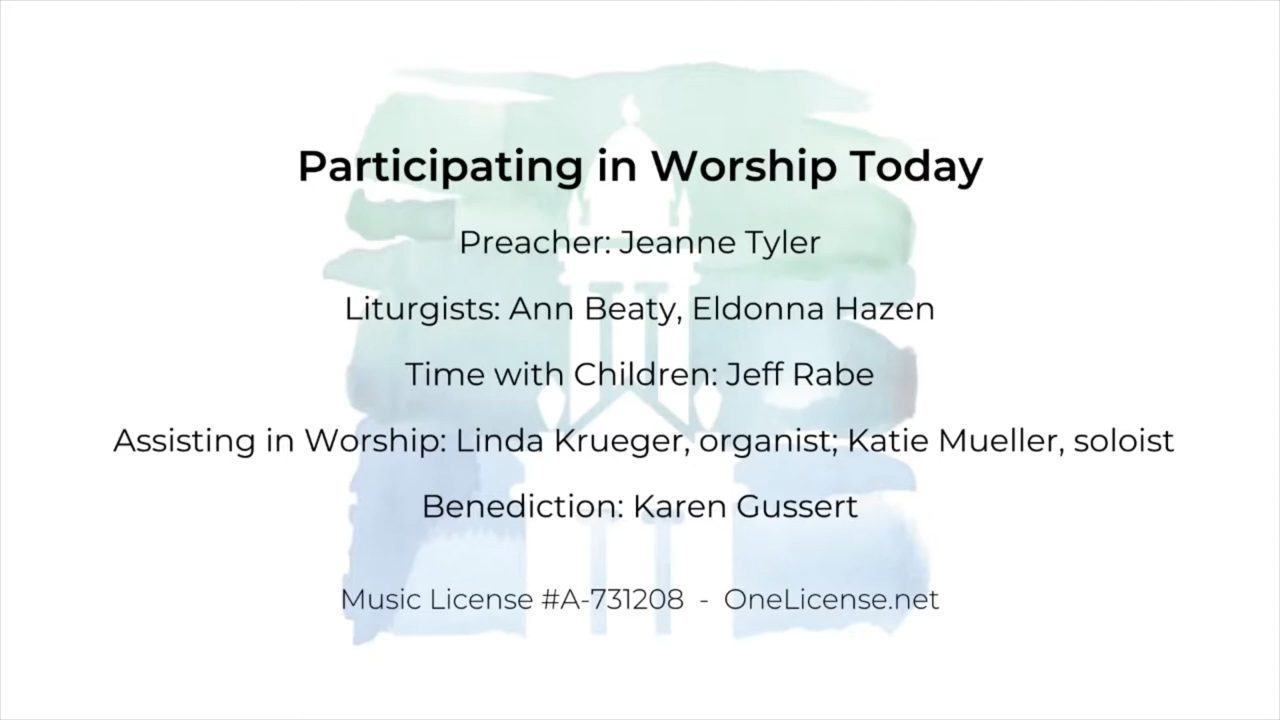 Participating in Worship Today
Preacher: Jeanne Tyler
Liturgists: Ann Beaty, Eldonna Hazen
Time with Children: Jeff Rabe
Assisting in Worship: Linda Krueger, organist; Katie Mueller, soloist
Benediction: Karen Gussert
Music License #A-731208 - OneLicense.net